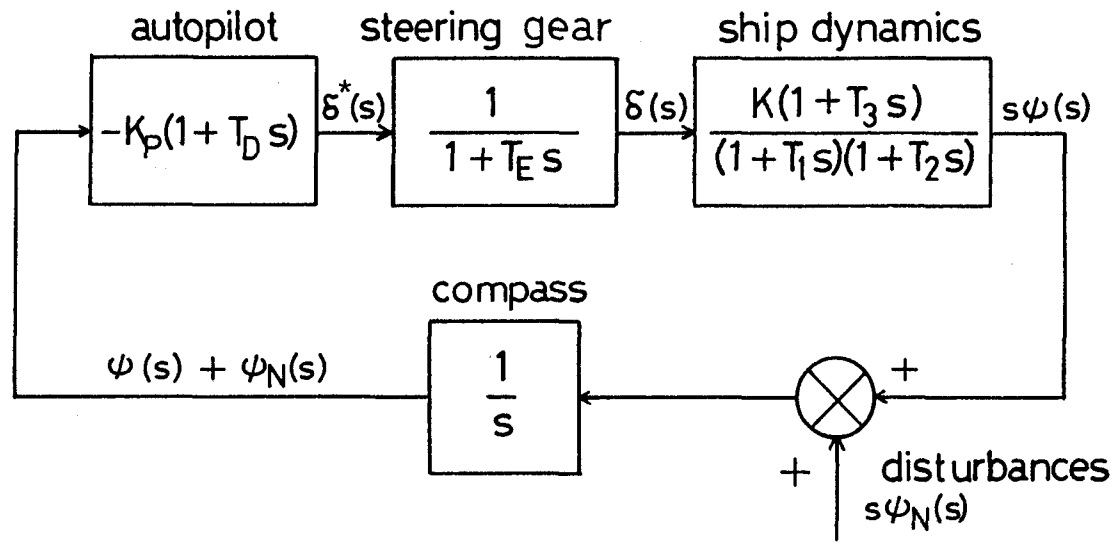 autopilot steering gear ship dynamics
-K_P(1 + T_D s) δ*(s) 1 / (1 + T_E s) δ(s) K(1 + T_3 s) / ((1 + T_1 s)(1 + T_2 s)) sψ(s)
compass
ψ(s) + ψ_N(s) 1 / s +
+ disturbances
sψ_N(s)